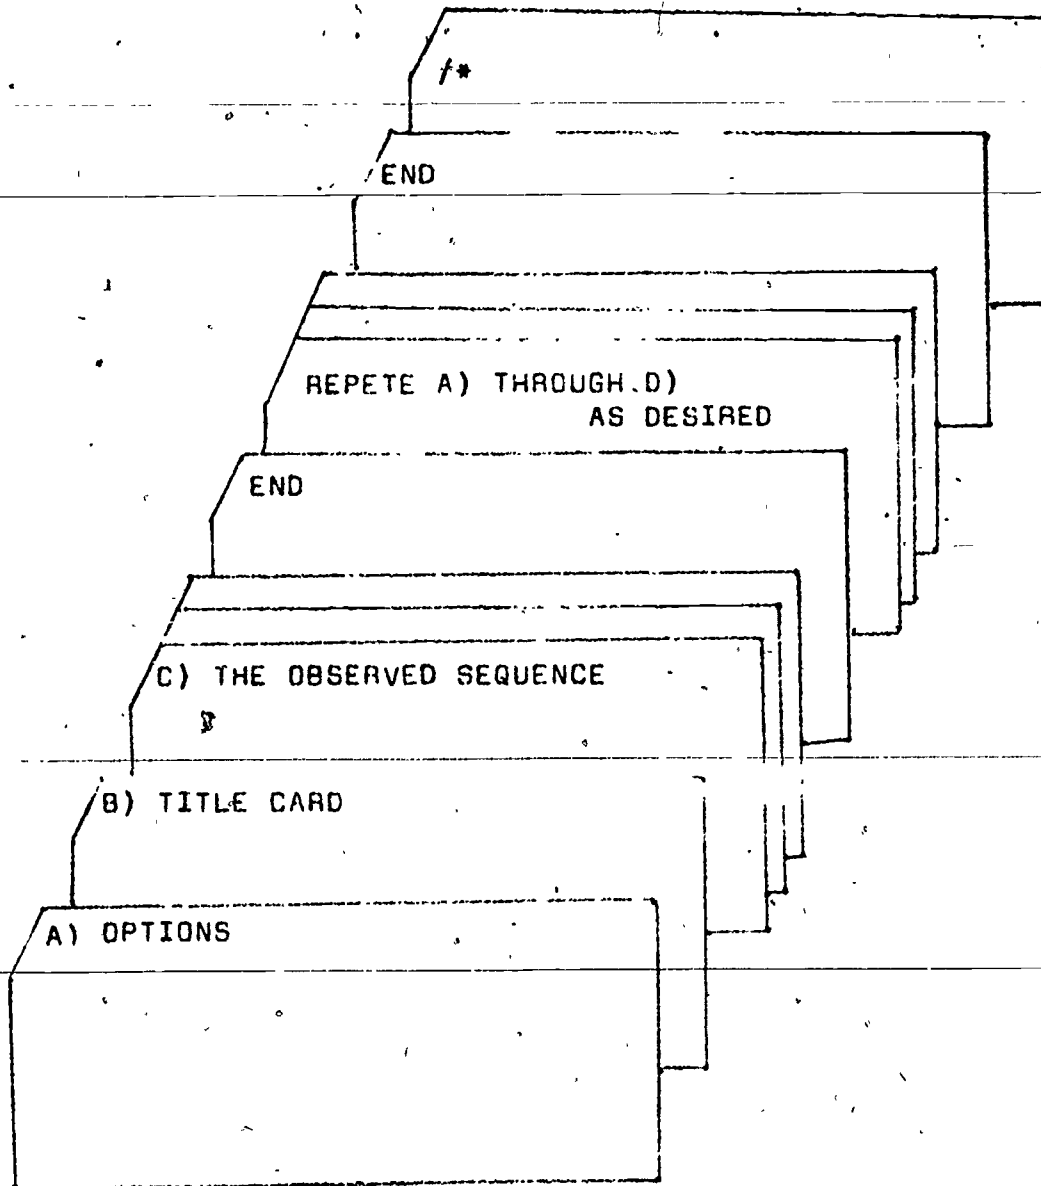 /*
END
REPETE A) THROUGH.D)
AS DESIRED
END
C) THE OBSERVED SEQUENCE
B) TITLE CARD
A) OPTIONS